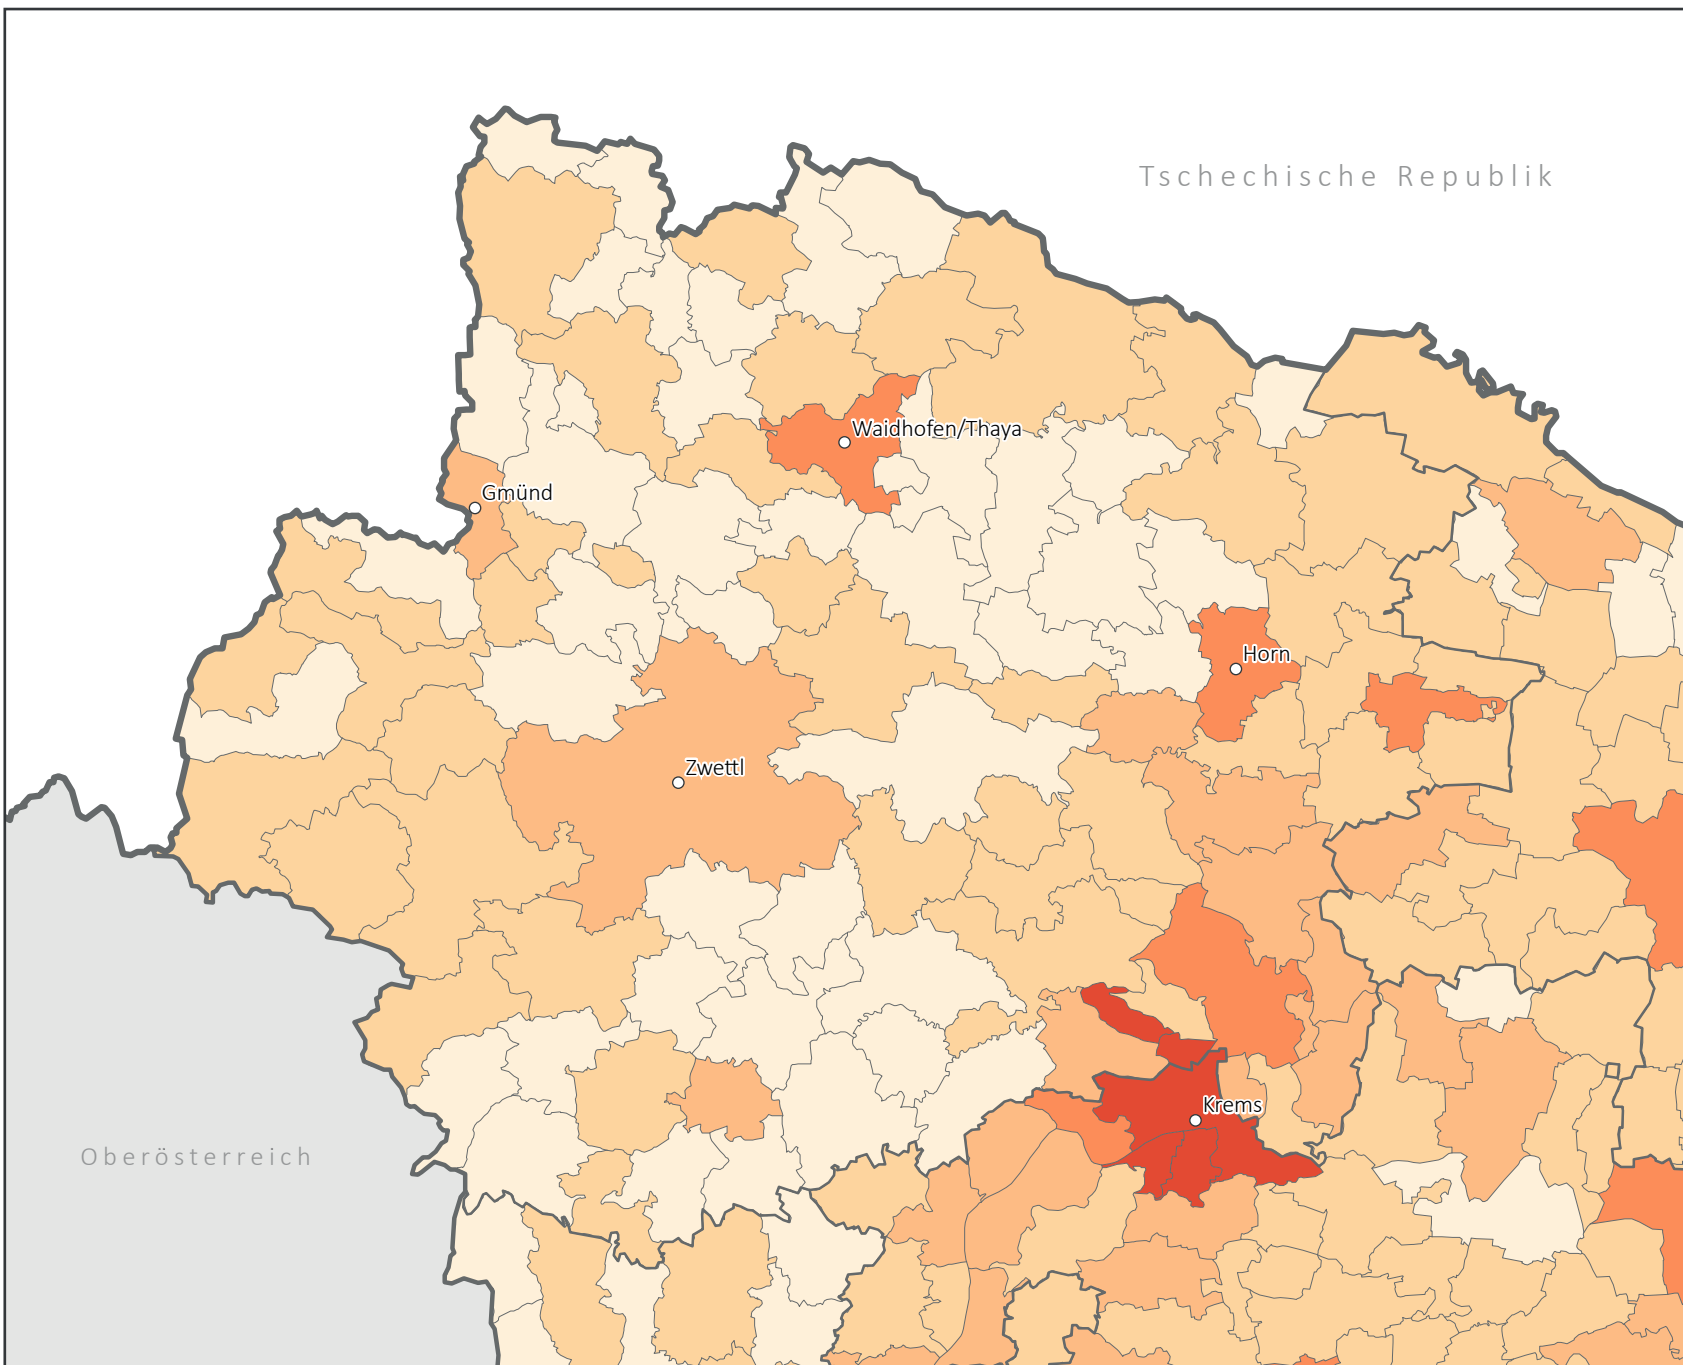 Tschechische Republik
Waidhofen/Thaya
Gmünd
Horn
Zwettl
Krems
Oberösterreich